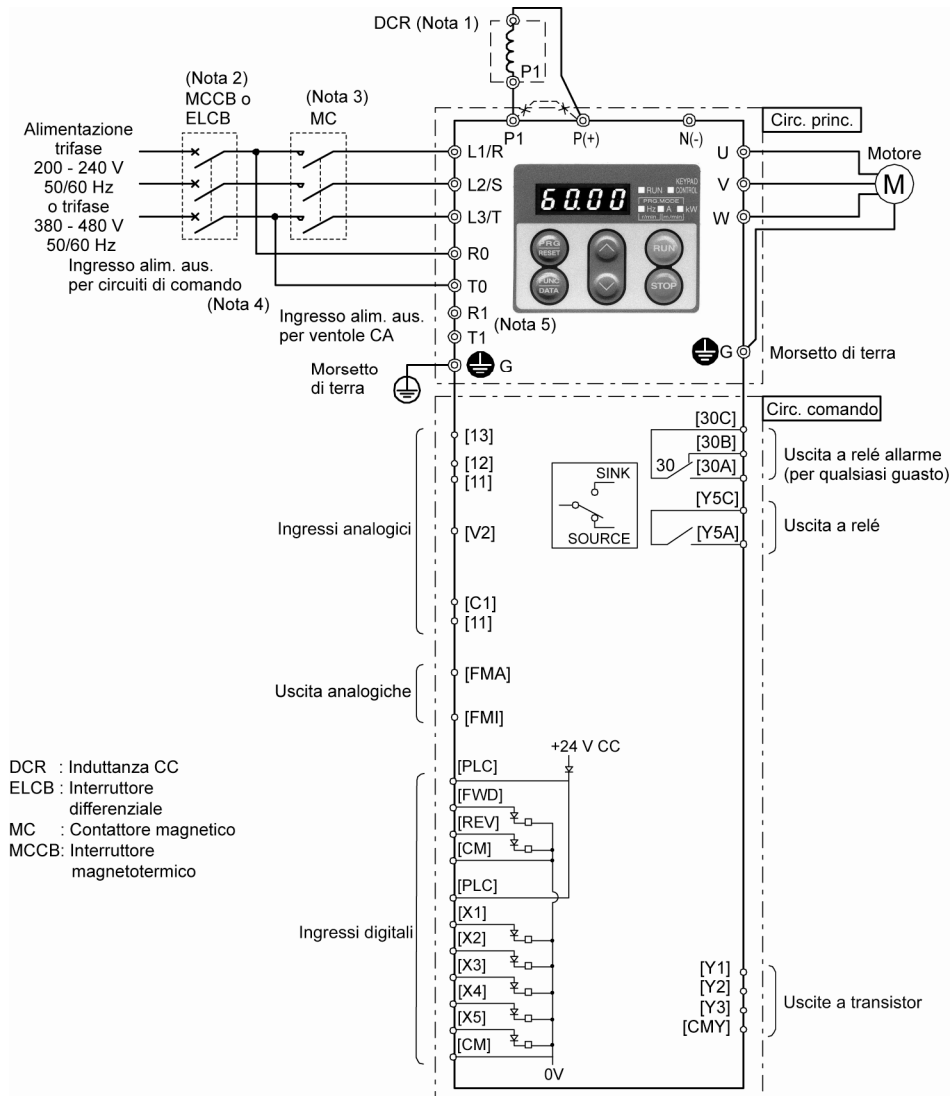 DCR (Nota 1)
P1
(Nota 2)
MCCB o
ELCB
(Nota 3)
MC
Alimentazione
trifase
200 - 240 V
50/60 Hz
o trifase
380 - 480 V
50/60 Hz
Ingresso alim. aus.
per circuiti di comando
(Nota 4)
Ingresso alim. aus.
per ventole CA
Morsetto
di terra
P1
P(+)
N(-)
Circ. princ.
L1/R
L2/S
L3/T
R0
T0
R1
T1
G
(Nota 5)
60.00
RUN
KEYPAD
CONTROL
PRG.MODE
Hz
A
kW
r/min
m/min
PRG
RESET
RUN
FUNC
DATA
STOP
U
V
W
Motore
M
G
Morsetto di terra
Circ. comando
[13]
[12]
[11]
Ingressi analogici
[V2]
[C1]
[11]
SINK
SOURCE
[30C]
[30B]
30
[30A]
Uscita a relé allarme
(per qualsiasi guasto)
[Y5C]
[Y5A]
Uscita a relé
Uscita analogiche
[FMA]
[FMI]
DCR : Induttanza CC
ELCB : Interruttore
differenziale
MC : Contattore magnetico
MCCB: Interruttore
magnetotermico
+24 V CC
[PLC]
[FWD]
[REV]
[CM]
[PLC]
Ingressi digitali
[X1]
[X2]
[X3]
[X4]
[X5]
[CM]
0V
[Y1]
[Y2]
[Y3]
[CMY]
Uscite a transistor